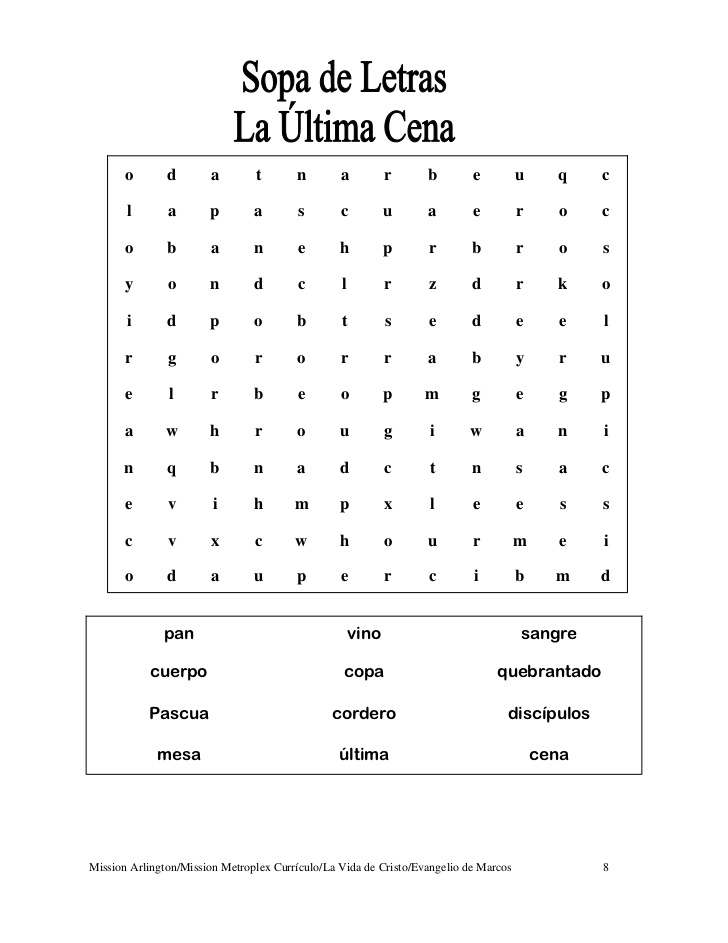 Sopa de Letras
La Última Cena
o d a t n a r b e u q c
l a p a s c u a e r o c
o b a n e h p r b r o s
y o n d c l r z d r k o
i d p o b t s e d e e l
r g o r o r r a b y r u
e l r b e o p m g e g p
a w h r o u g i w a n i
n q b n a d c t n s a c
e v i h m p x l e e s s
c v x c w h o u r m e i
o d a u p e r c i b m d
pan vino sangre
cuerpo copa quebrantado
Pascua cordero discípulos
mesa última cena
Mission Arlington/Mission Metroplex Currículo/La Vida de Cristo/Evangelio de Marcos 8